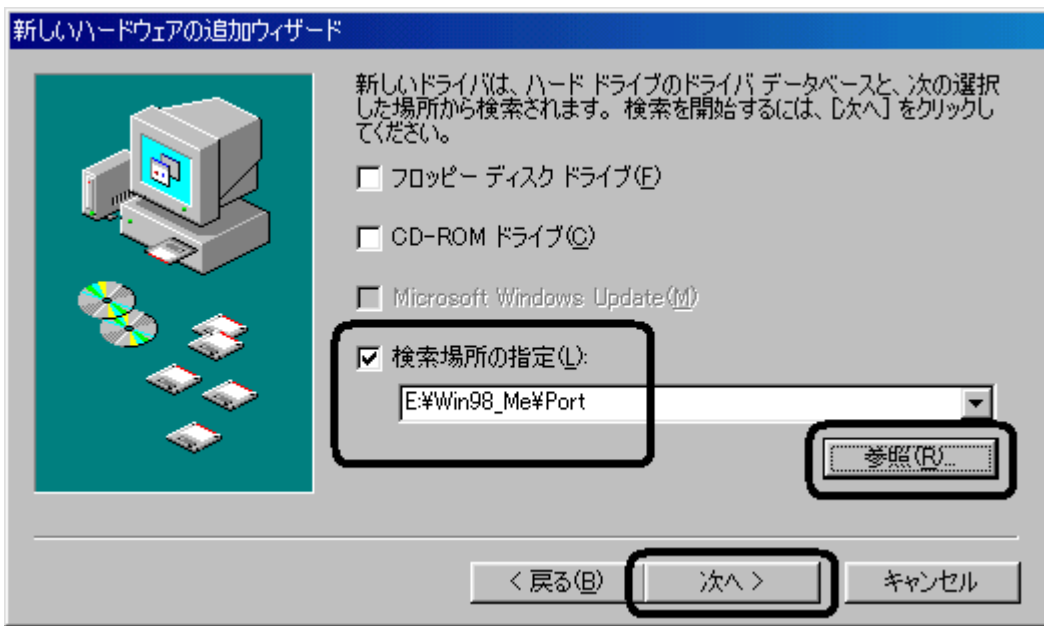 新しいハードウェアの追加ウィザード
新しいドライバは、ハード ドライブのドライバ データベースと、次の選択
した場所から検索されます。検索を開始するには、[次へ] をクリックし
てください。
フロッピー ディスク ドライブ(F)
CD-ROM ドライブ(C)
Microsoft Windows Update(M)
検索場所の指定(L):
E:¥Win98_Me¥Port
参照(R)...
< 戻る(B)
次へ >
キャンセル